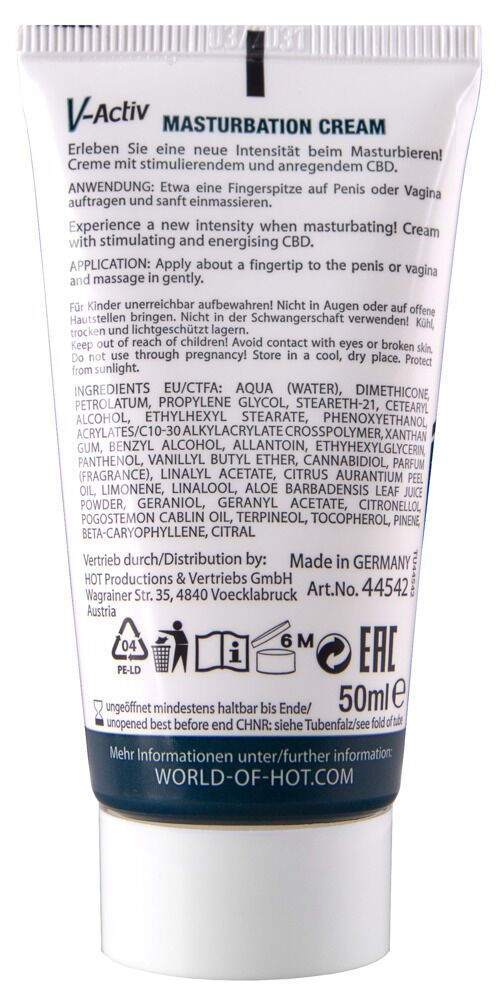 03/2031
V-Activ MASTURBATION CREAM
Erleben Sie eine neue Intensität beim Masturbieren!
Creme mit stimulierendem und anregendem CBD.
ANWENDUNG: Etwa eine Fingerspitze auf Penis oder Vagina
auftragen und sanft einmassieren.
Experience a new intensity when masturbating! Cream
with stimulating and energising CBD.
APPLICATION: Apply about a fingertip to the penis or vagina
and massage in gently.
Für Kinder unerreichbar aufbewahren! Nicht in Augen oder auf offene
Hautstellen bringen. Nicht in der Schwangerschaft verwenden! Kühl,
trocken und lichtgeschützt lagern.
Keep out of reach of children! Avoid contact with eyes or broken skin.
Do not use through pregnancy! Store in a cool, dry place. Protect
from sunlight.
INGREDIENTS EU/CTFA: AQUA (WATER), DIMETHICONE,
PETROLATUM, PROPYLENE GLYCOL, STEARETH-21, CETEARYL
ALCOHOL, ETHYLHEXYL STEARATE, PHENOXYETHANOL,
ACRYLATES/C10-30 ALKYLACRYLATE CROSSPOLYMER, XANTHAN
GUM, BENZYL ALCOHOL, ALLANTOIN, ETHYHEXYLGLYCERIN,
PANTHENOL, VANILLYL BUTYL ETHER, CANNABIDIOL, PARFUM
(FRAGRANCE), LINALYL ACETATE, CITRUS AURANTIUM PEEL
OIL, LIMONENE, LINALOOL, ALOE BARBADENSIS LEAF JUICE
POWDER, GERANIOL, GERANYL ACETATE, CITRONELLOL,
POGOSTEMON CABLIN OIL, TERPINEOL, TOCOPHEROL, PINENE,
BETA-CARYOPHYLLENE, CITRAL
Vertrieb durch/Distribution by:
HOT Productions & Vertriebs GmbH
Wagrainer Str. 35, 4840 Voecklabruck
Austria
Made in GERMANY
Art.No. 44542
TU44542
04
PE-LD
6 M
EAC
50ml e
ungeöffnet mindestens haltbar bis Ende/
unopened best before end CHNR: siehe Tubenfalz/see fold of tube
Mehr Informationen unter/further information:
WORLD-OF-HOT.COM